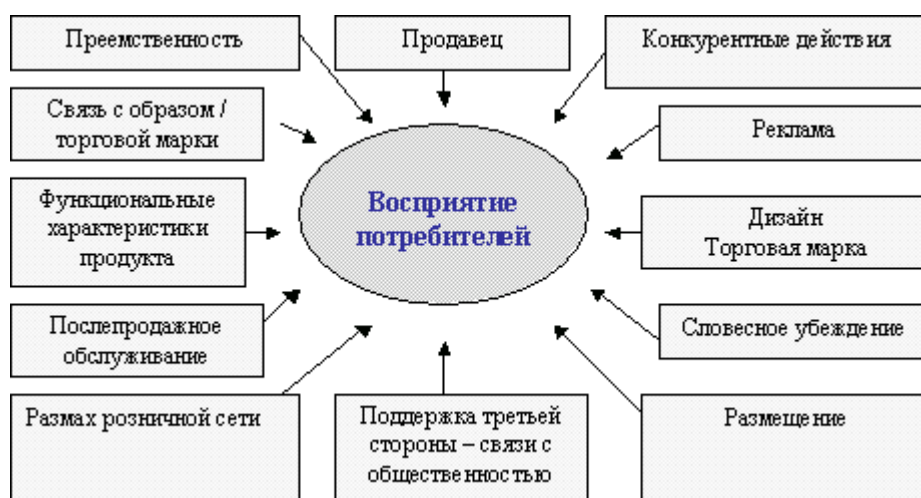 Преемственность
Продавец
Конкурентные действия
Связь с образом /
торговой марки
Реклама
Функциональные
характеристики
продукта
Восприятие
потребителей
Дизайн
Торговая марка
Послепродажное
обслуживание
Словесное убеждение
Размах розничной сети
Поддержка третьей
стороны – связи с
общественностью
Размещение